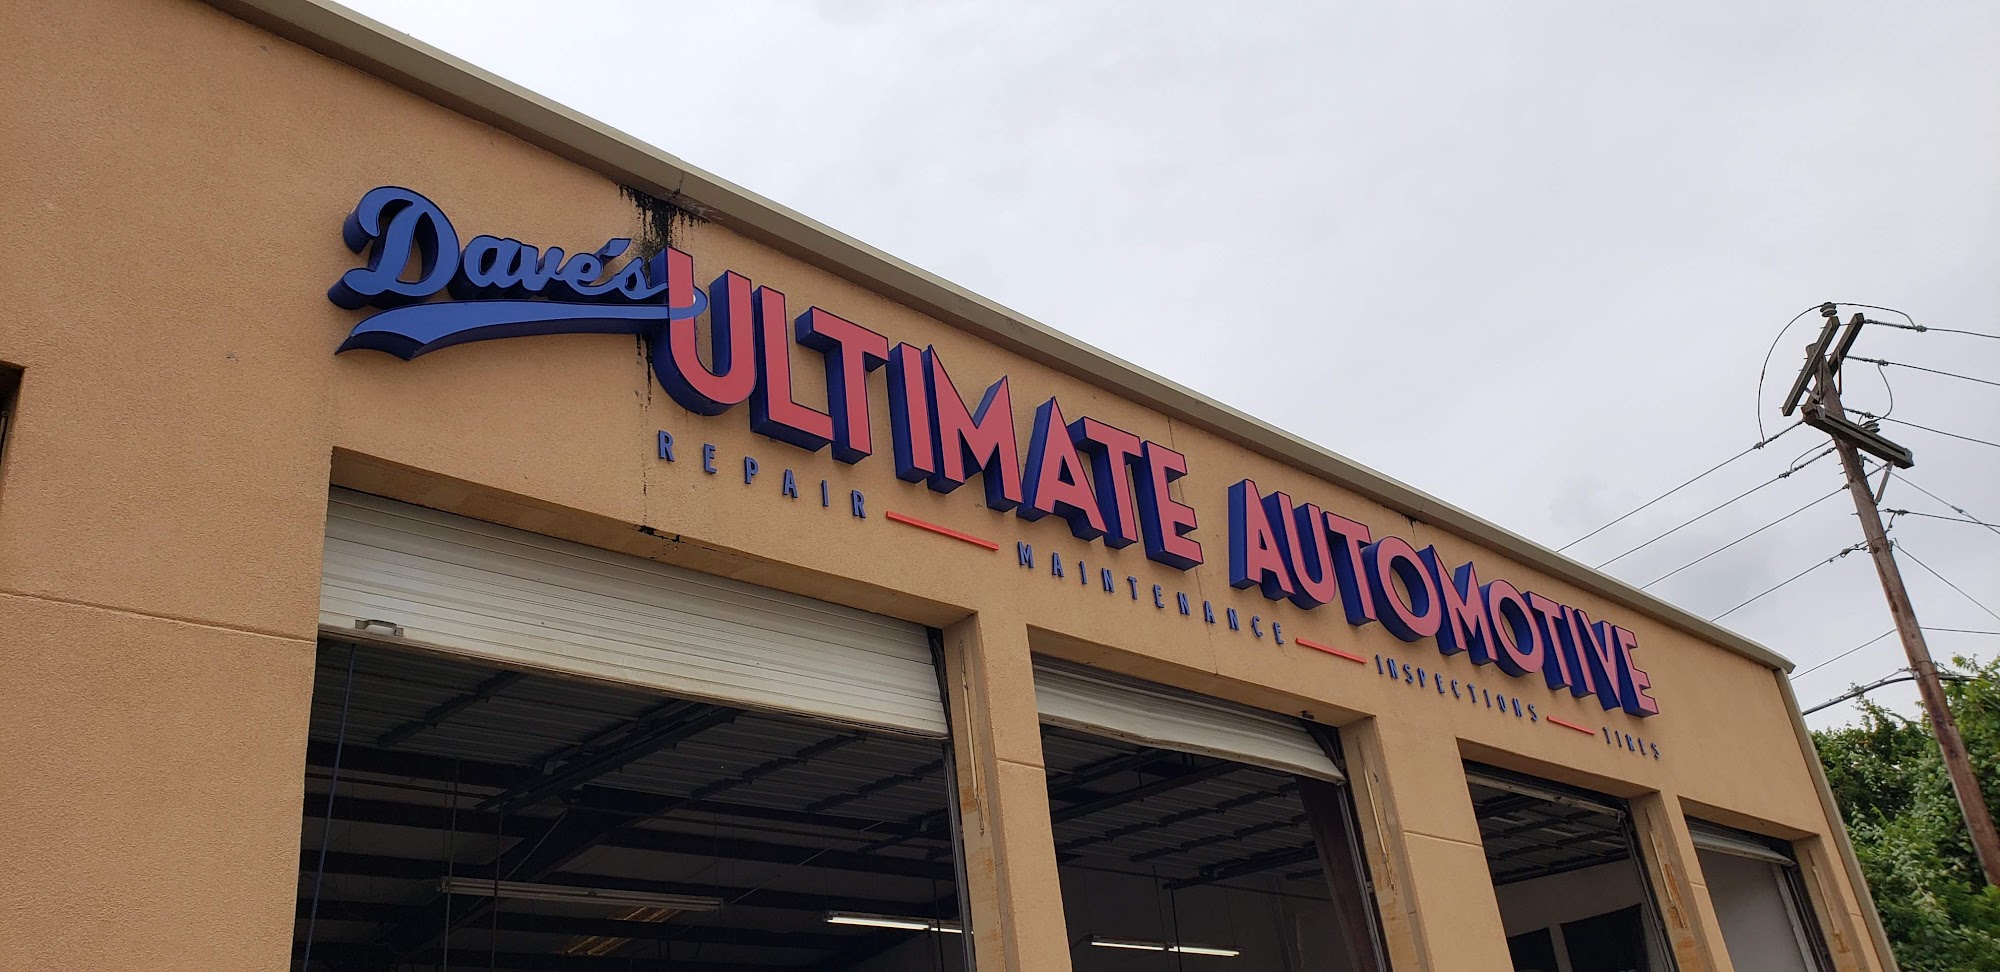 Dave's ULTIMATE AUTOMOTIVE
REPAIR — MAINTENANCE — INSPECTIONS — TIRES